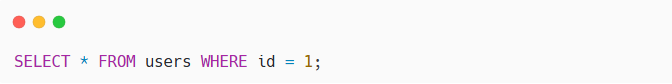 SELECT * FROM users WHERE id = 1;